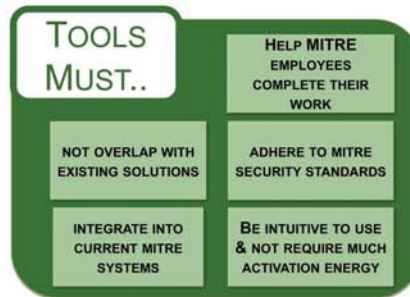 TOOLS
MUST..
HELP MITRE
EMPLOYEES
COMPLETE THEIR
WORK
NOT OVERLAP WITH
EXISTING SOLUTIONS
ADHERE TO MITRE
SECURITY STANDARDS
INTEGRATE INTO
CURRENT MITRE
SYSTEMS
BE INTUITIVE TO USE
& NOT REQUIRE MUCH
ACTIVATION ENERGY